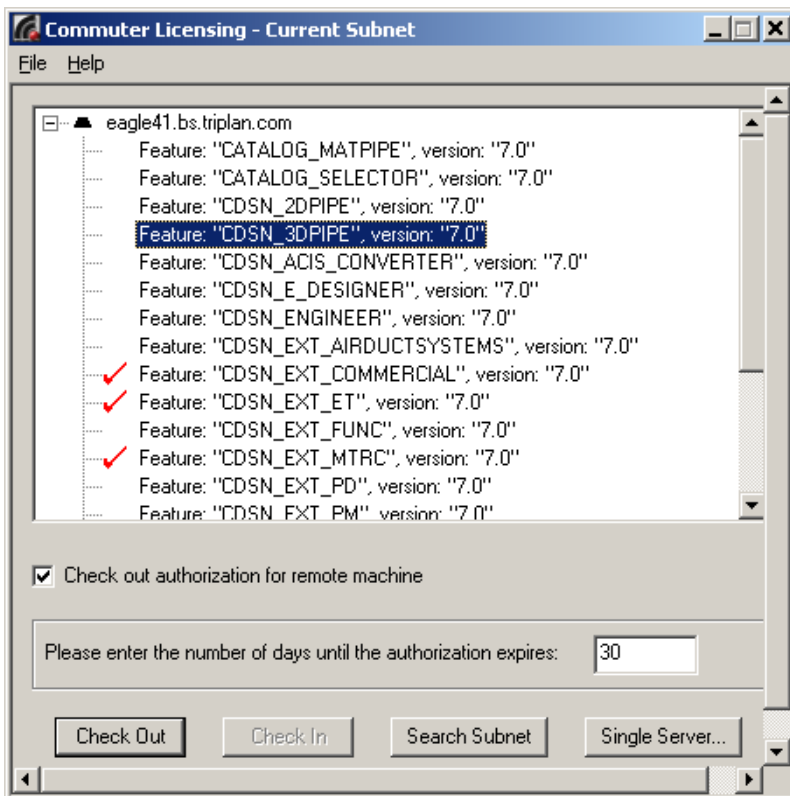 Commuter Licensing - Current Subnet
File Help
eagle41.bs.triplan.com
Feature: "CATALOG_MATPIPE", version: "7.0"
Feature: "CATALOG_SELECTOR", version: "7.0"
Feature: "CDSN_2DPIPE", version: "7.0"
Feature: "CDSN_3DPIPE", version: "7.0"
Feature: "CDSN_ACIS_CONVERTER", version: "7.0"
Feature: "CDSN_E_DESIGNER", version: "7.0"
Feature: "CDSN_ENGINEER", version: "7.0"
Feature: "CDSN_EXT_AIRDUCTSYSTEMS", version: "7.0"
Feature: "CDSN_EXT_COMMERCIAL", version: "7.0"
Feature: "CDSN_EXT_ET", version: "7.0"
Feature: "CDSN_EXT_FUNC", version: "7.0"
Feature: "CDSN_EXT_MTRC", version: "7.0"
Feature: "CDSN_EXT_PD", version: "7.0"
Feature: "CDSN_EXT_PM", version: "7.0"
Check out authorization for remote machine
Please enter the number of days until the authorization expires: 30
Check Out Check In Search Subnet Single Server...